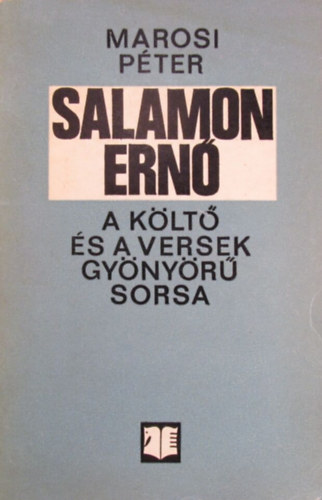 MAROSI
PÉTER
SALAMON
ERNŐ
A KÖLTŐ
ÉS A VERSEK
GYÖNYÖRŰ
SORSA